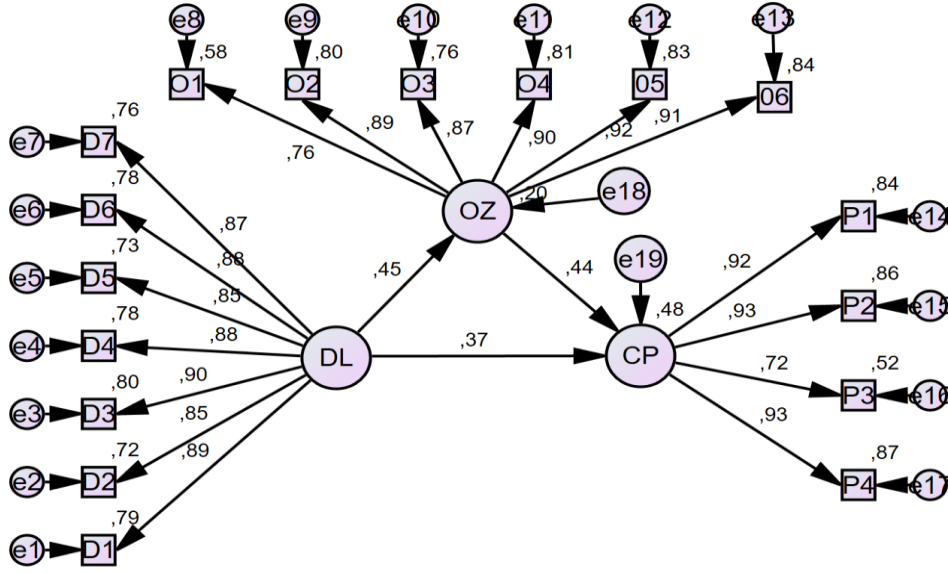 e8 e9 e10 e11 e12 e13
,58 ,80 ,76 ,81 ,83 ,84
O1 O2 O3 O4 05 06
,76 ,89 ,87 ,90 ,92 ,91
e7 D7 ,76
e6 D6 ,78
e5 D5 ,73
e4 D4 ,78
e3 D3 ,80
e2 D2 ,72
e1 D1 ,79
,87
,88
,85
,88
,90
,85
,89
OZ ,20 e18
,45 ,44 e19
DL ,37 CP ,48
,92
,93
,72
,93
P1 ,84 e14
P2 ,86 e15
P3 ,52 e16
P4 ,87 e17